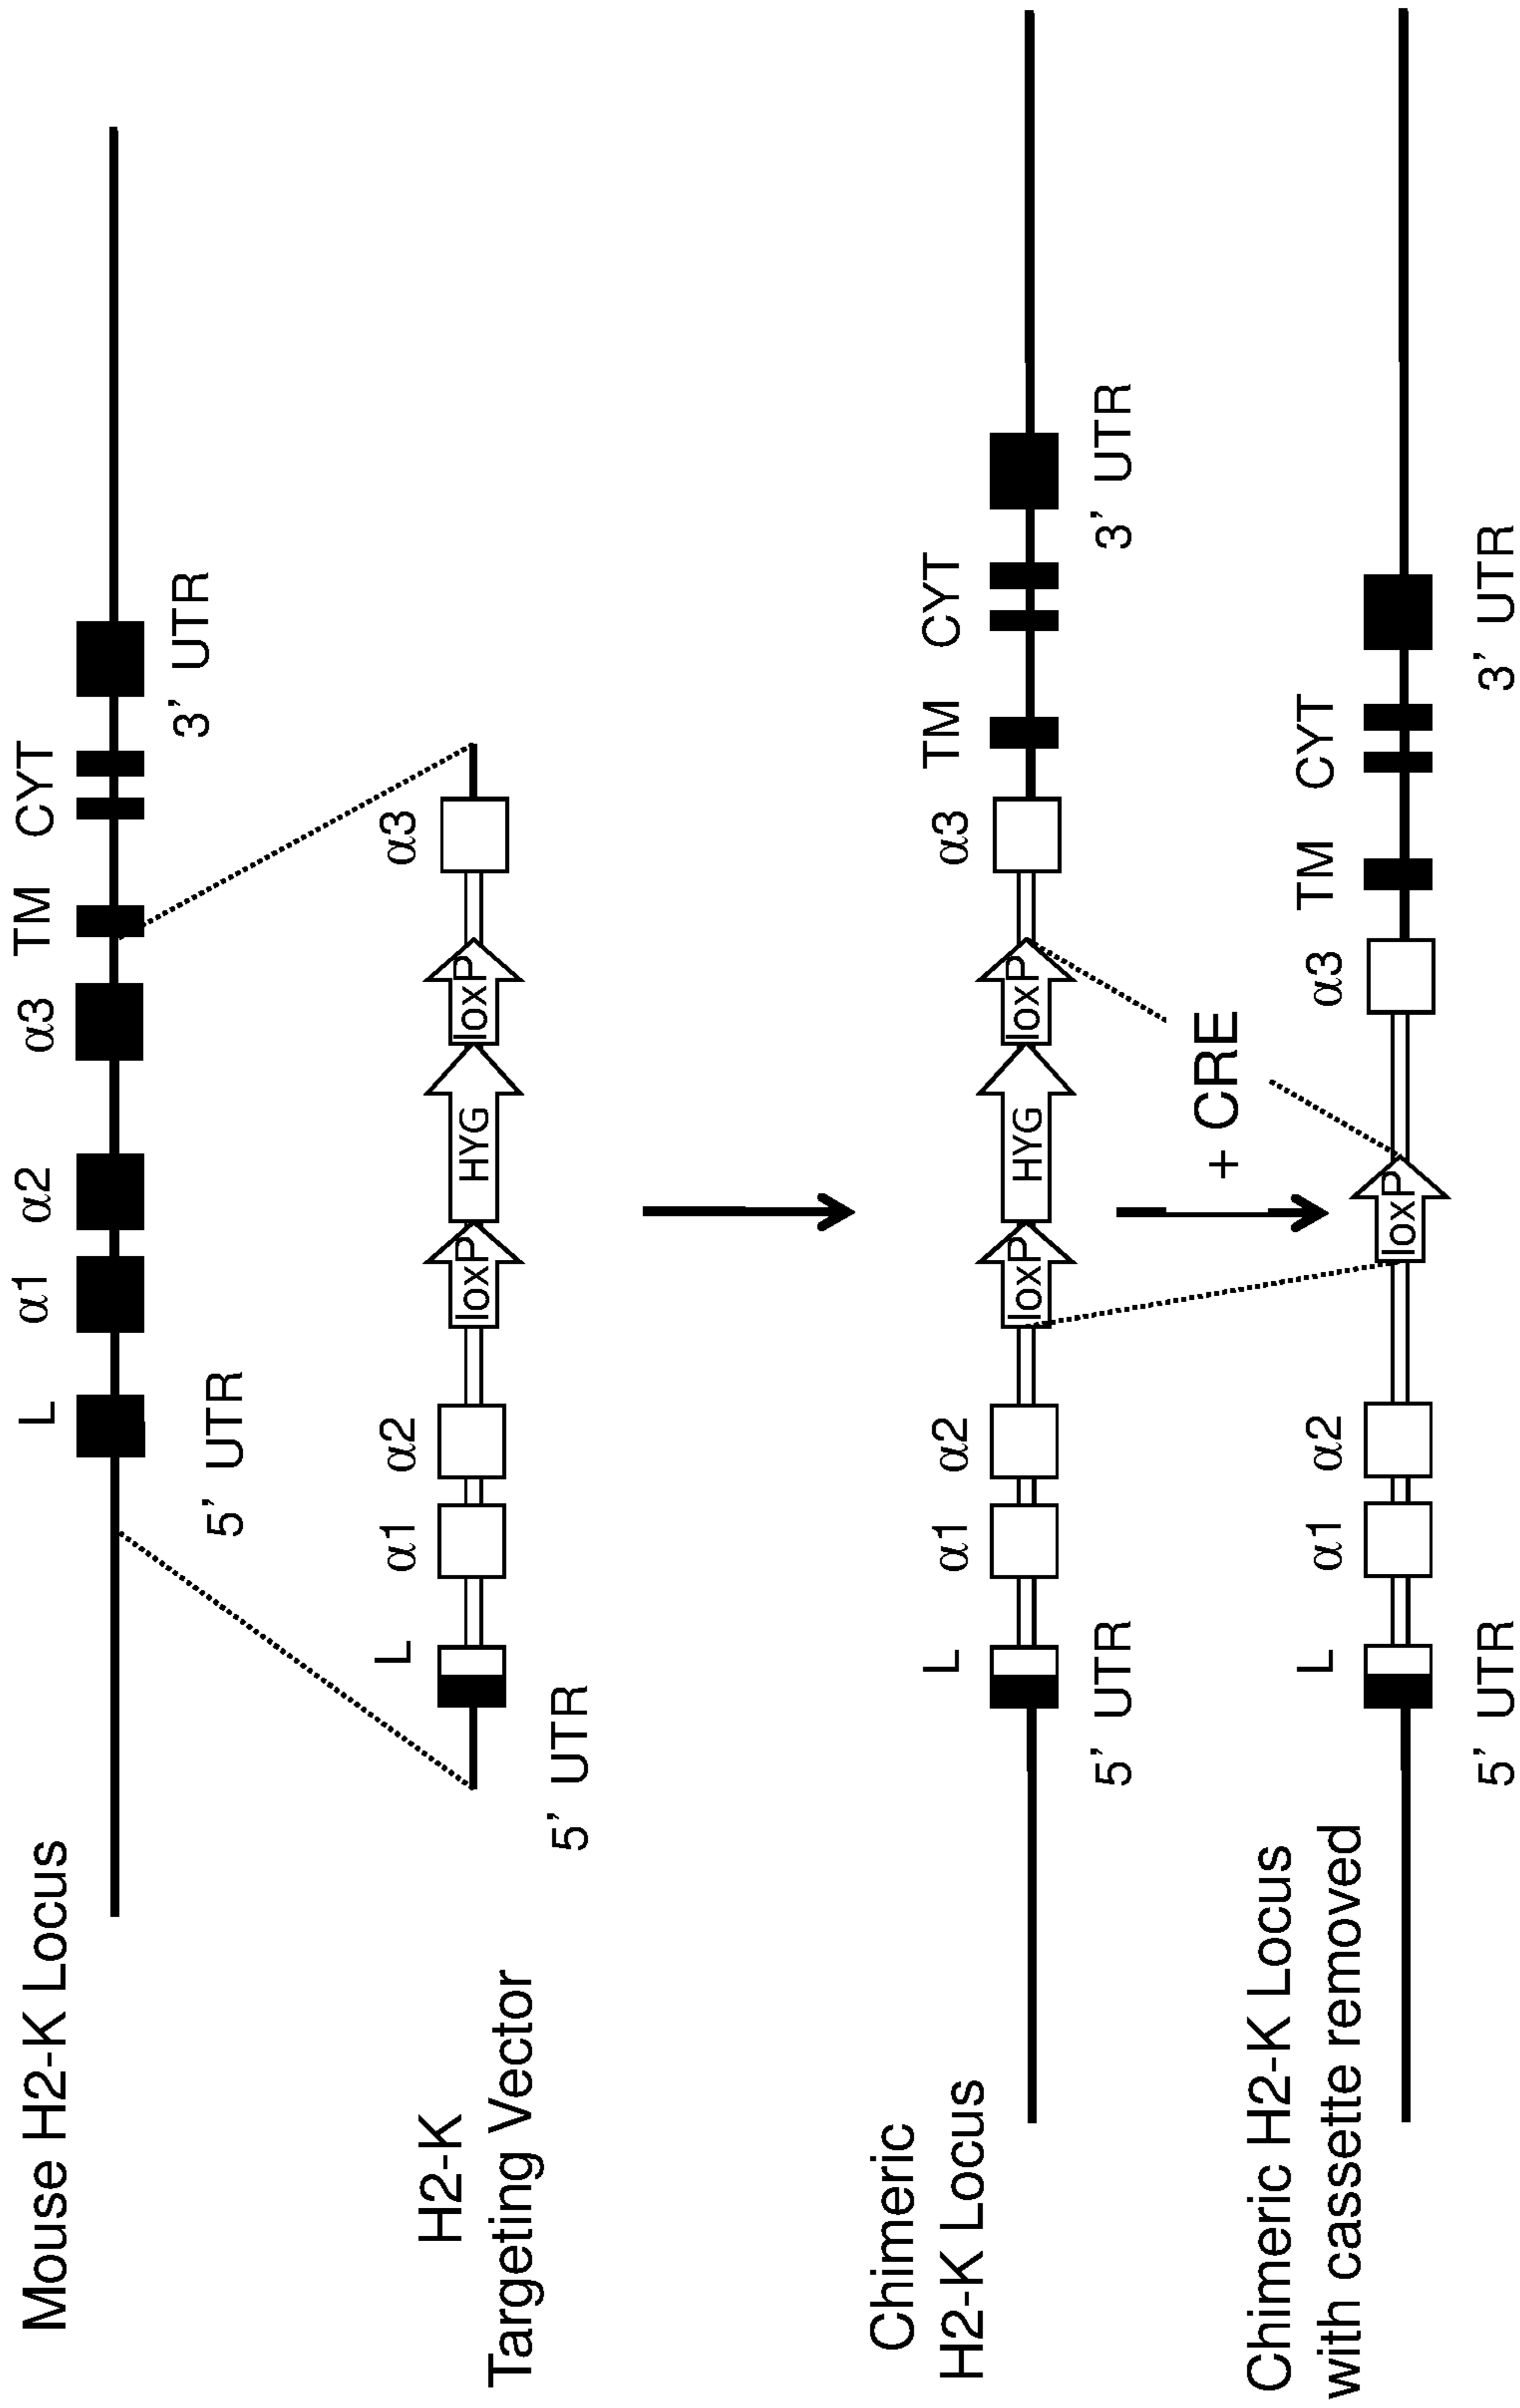 Mouse H2-K Locus
L α1 α2 α3 TM CYT
5’ UTR 3’ UTR
H2-K
Targeting Vector
L α1 α2 α3
loxP HYG loxP
5’ UTR
Chimeric
H2-K Locus
L α1 α2 α3 TM CYT
loxP HYG loxP
5’ UTR 3’ UTR
+ CRE
Chimeric H2-K Locus
with cassette removed
L α1 α2 α3 TM CYT
loxP
5’ UTR 3’ UTR